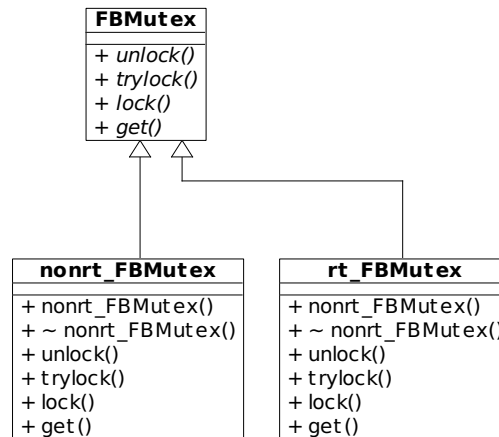 FBMutex
+ unlock()
+ trylock()
+ lock()
+ get()
nonrt_FBMutex
+ nonrt_FBMutex()
+ ~ nonrt_FBMutex()
+ unlock()
+ trylock()
+ lock()
+ get()
rt_FBMutex
+ nonrt_FBMutex()
+ ~ nonrt_FBMutex()
+ unlock()
+ trylock()
+ lock()
+ get()